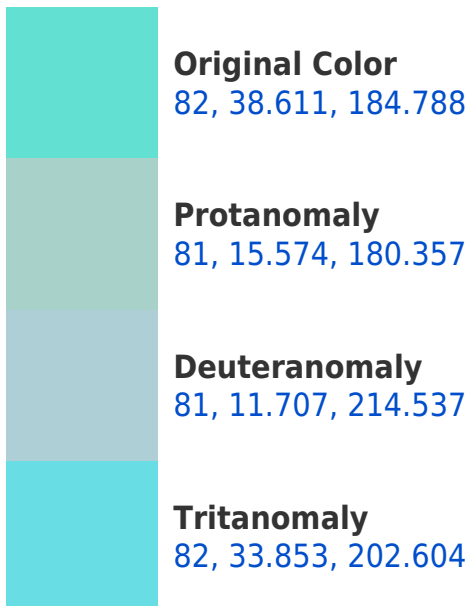 Original Color
82, 38.611, 184.788
Protanomaly
81, 15.574, 180.357
Deuteranomaly
81, 11.707, 214.537
Tritanomaly
82, 33.853, 202.604